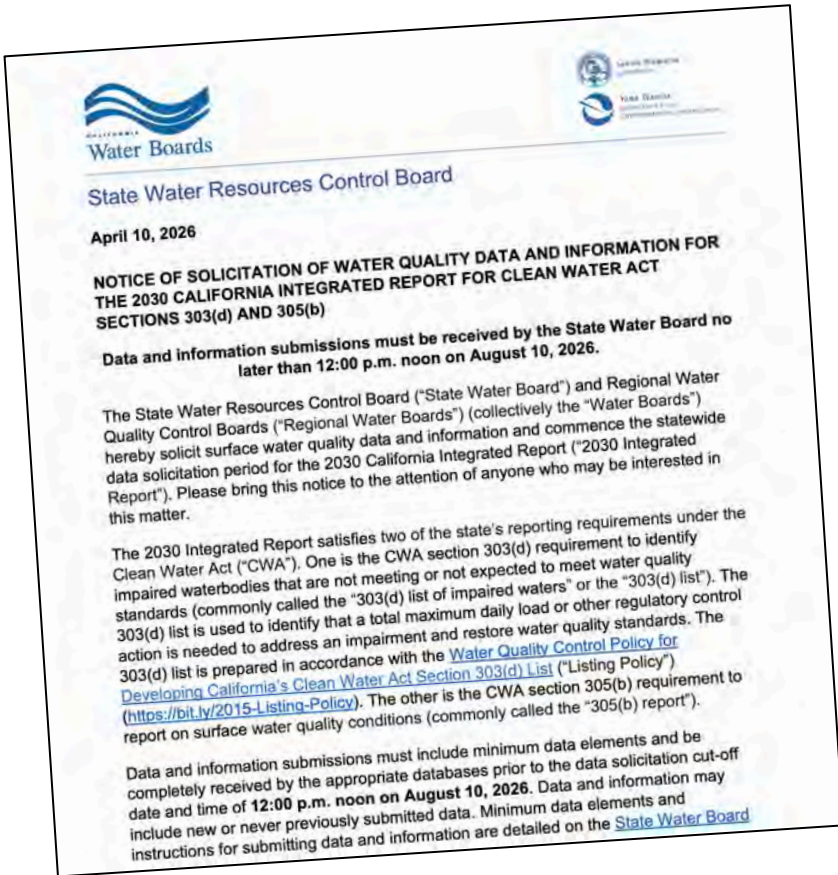 CALIFORNIA
Water Boards
State Water Resources Control Board
April 10, 2026
NOTICE OF SOLICITATION OF WATER QUALITY DATA AND INFORMATION FOR
THE 2030 CALIFORNIA INTEGRATED REPORT FOR CLEAN WATER ACT
SECTIONS 303(d) AND 305(b)
Data and information submissions must be received by the State Water Board no
later than 12:00 p.m. noon on August 10, 2026.
The State Water Resources Control Board (“State Water Board”) and Regional Water
Quality Control Boards (“Regional Water Boards”) (collectively the “Water Boards”)
hereby solicit surface water quality data and information and commence the statewide
data solicitation period for the 2030 California Integrated Report (“2030 Integrated
Report”). Please bring this notice to the attention of anyone who may be interested in
this matter.
The 2030 Integrated Report satisfies two of the state’s reporting requirements under the
Clean Water Act (“CWA”). One is the CWA section 303(d) requirement to identify
impaired waterbodies that are not meeting or not expected to meet water quality
standards (commonly called the “303(d) list of impaired waters” or the “303(d) list”). The
303(d) list is used to identify that a total maximum daily load or other regulatory control
action is needed to address an impairment and restore water quality standards. The
303(d) list is prepared in accordance with the Water Quality Control Policy for
Developing California’s Clean Water Act Section 303(d) List (“Listing Policy”)
(https://bit.ly/2015-Listing-Policy). The other is the CWA section 305(b) requirement to
report on surface water quality conditions (commonly called the “305(b) report”).
Data and information submissions must include minimum data elements and be
completely received by the appropriate databases prior to the data solicitation cut-off
date and time of 12:00 p.m. noon on August 10, 2026. Data and information may
include new or never previously submitted data. Minimum data elements and
instructions for submitting data and information are detailed on the State Water Board